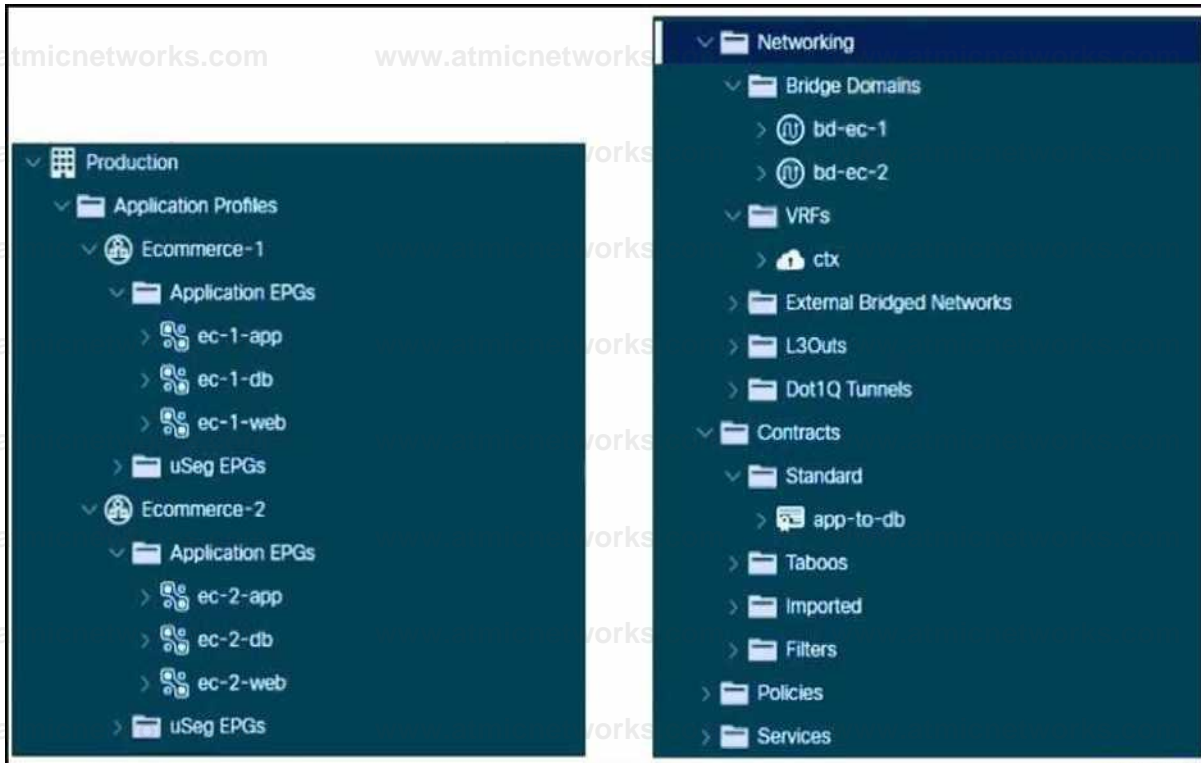 atmicnetworks.com
www.atmicnetworks
Production
Application Profiles
Ecommerce-1
Application EPGs
ec-1-app
ec-1-db
ec-1-web
uSeg EPGs
Ecommerce-2
Application EPGs
ec-2-app
ec-2-db
ec-2-web
uSeg EPGs
Networking
Bridge Domains
bd-ec-1
bd-ec-2
VRFs
ctx
External Bridged Networks
L3Outs
Dot1Q Tunnels
Contracts
Standard
app-to-db
Taboos
Imported
Filters
Policies
Services